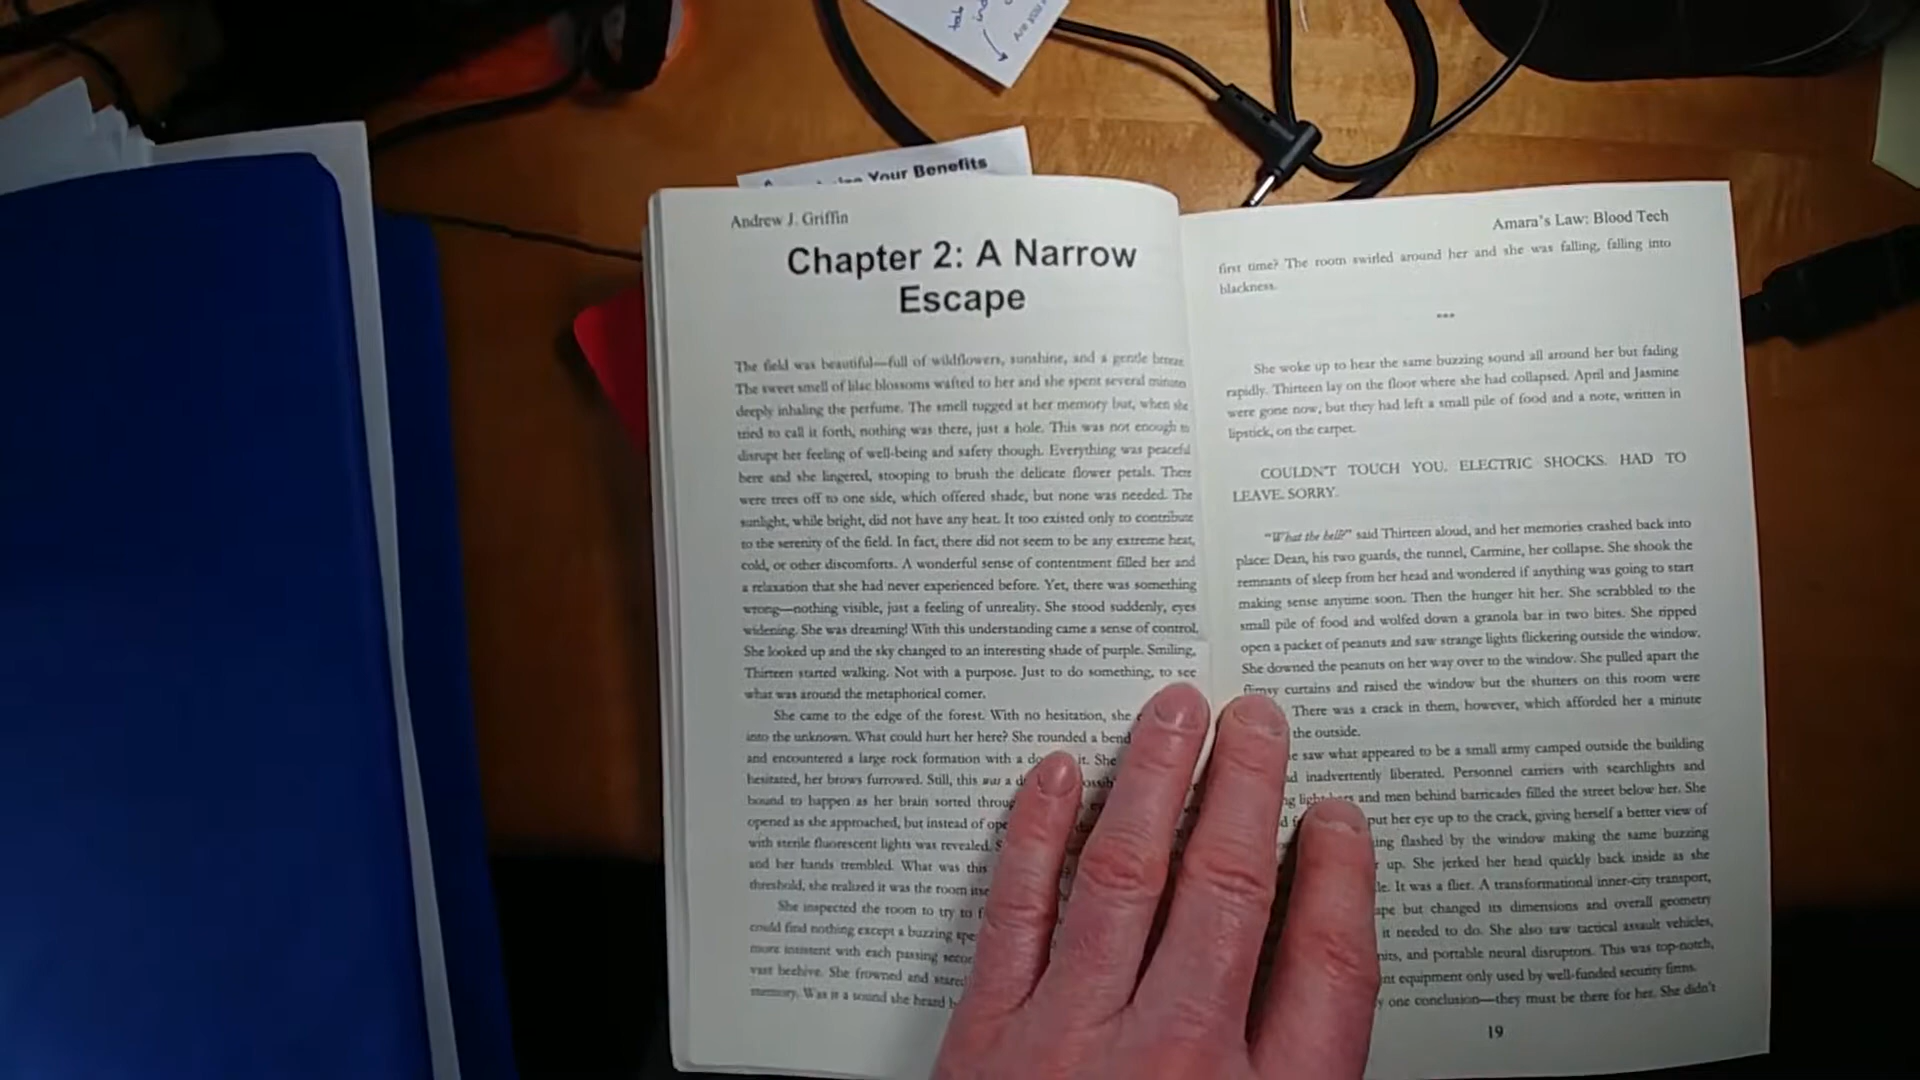 tab
Are you
Your Benefits
Andrew J. Griffin
Chapter 2: A Narrow
Escape
The field was beautiful—full of wildflowers, sunshine, and a gentle breeze.
The sweet smell of lilac blossoms wafted to her and she spent several minutes
deeply inhaling the perfume. The smell tugged at her memory but, when she
tried to call it forth, nothing was there, just a hole. This was not enough to
disrupt her feeling of well-being and safety though. Everything was peaceful
here and she lingered, stooping to brush the delicate flower petals. There
were trees off to one side, which offered shade, but none was needed. The
sunlight, while bright, did not have any heat. It too existed only to contribute
to the serenity of the field. In fact, there did not seem to be any extreme heat,
cold, or other discomforts. A wonderful sense of contentment filled her and
a relaxation that she had never experienced before. Yet, there was something
wrong—nothing visible, just a feeling of unreality. She stood suddenly, eyes
widening. She was dreaming! With this understanding came a sense of control.
She looked up and the sky changed to an interesting shade of purple. Smiling,
Thirteen started walking. Not with a purpose. Just to do something, to see
what was around the metaphorical corner.
She came to the edge of the forest. With no hesitation, she
into the unknown. What could hurt her here? She rounded a bend
and encountered a large rock formation with a do it. She
hesitated, her brows furrowed. Still, this was a d
bound to happen as her brain sorted throug
opened as she approached, but instead of ope
with sterile fluorescent lights was revealed. S
and her hands trembled. What was this
threshold, she realized it was the room itse
She inspected the room to try to f
could find nothing except a buzzing spe
more insistent with each passing secon
vast beehive. She frowned and stared
memory. Was it a sound she heard b
Amara's Law: Blood Tech
first time? The room swirled around her and she was falling, falling into
blackness.
***
She woke up to hear the same buzzing sound all around her but fading
rapidly. Thirteen lay on the floor where she had collapsed. April and Jasmine
were gone now, but they had left a small pile of food and a note, written in
lipstick, on the carpet.
COULDN'T TOUCH YOU. ELECTRIC SHOCKS. HAD TO
LEAVE. SORRY.
"What the hell?" said Thirteen aloud, and her memories crashed back into
place: Dean, his two guards, the tunnel, Carmine, her collapse. She shook the
remnants of sleep from her head and wondered if anything was going to start
making sense anytime soon. Then the hunger hit her. She scrabbled to the
small pile of food and wolfed down a granola bar in two bites. She ripped
open a packet of peanuts and saw strange lights flickering outside the window.
She downed the peanuts on her way over to the window. She pulled apart the
flimsy curtains and raised the window but the shutters on this room were
There was a crack in them, however, which afforded her a minute
the outside.
e saw what appeared to be a small army camped outside the building
d inadvertently liberated. Personnel carriers with searchlights and
and men behind barricades filled the street below her. She
put her eye up to the crack, giving herself a better view of
ing flashed by the window making the same buzzing
r up. She jerked her head quickly back inside as she
le. It was a flier. A transformational inner-city transport,
ape but changed its dimensions and overall geometry
it needed to do. She also saw tactical assault vehicles,
nits, and portable neural disruptors. This was top-notch,
nt equipment only used by well-funded security firms.
y one conclusion—they must be there for her. She didn't
19